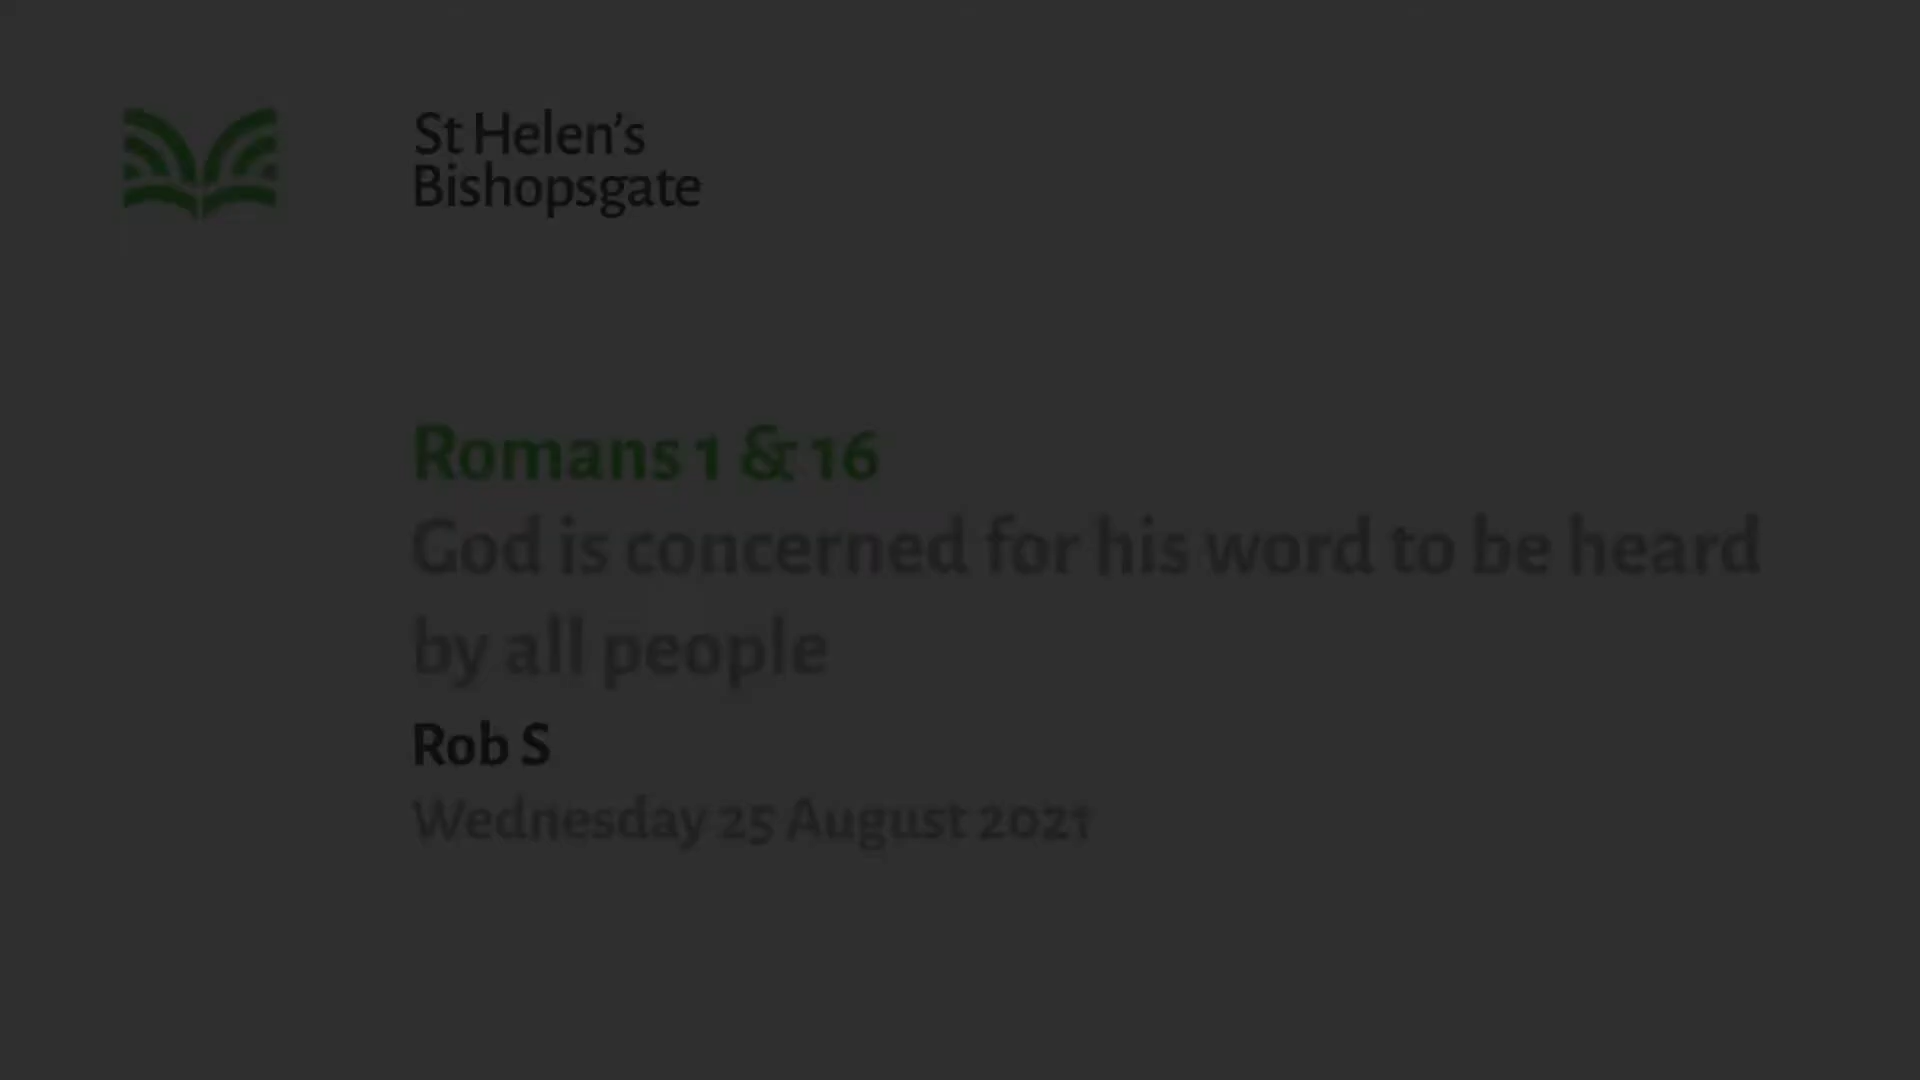 St Helen's
Bishopsgate
Romans 1 & 16
God is concerned for his word to be heard
by all people
Rob S
Wednesday 25 August 2021